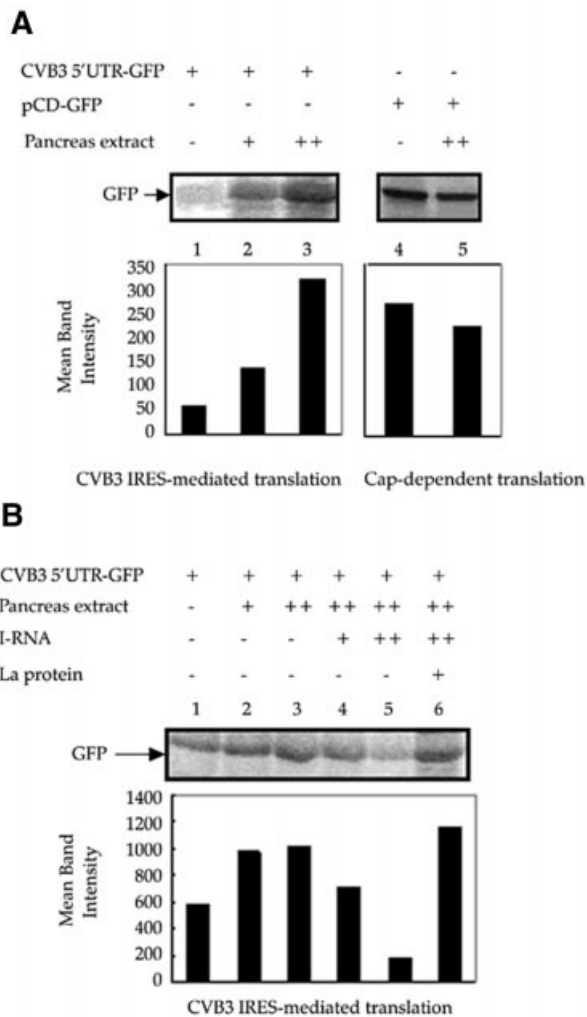 A
CVB3 5'UTR-GFP + + + - -
pCD-GFP - - - + +
Pancreas extract - + ++ - ++
GFP
1 2 3 4 5
350
300
250
200
150
100
50
0
Mean Band
Intensity
CVB3 IRES-mediated translation Cap-dependent translation
B
CVB3 5'UTR-GFP + + + + + +
Pancreas extract - + ++ ++ ++ ++
I-RNA - - - + ++ ++
La protein - - - - - +
1 2 3 4 5 6
GFP
1400
1200
1000
800
600
400
200
0
Mean Band
Intensity
CVB3 IRES-mediated translation